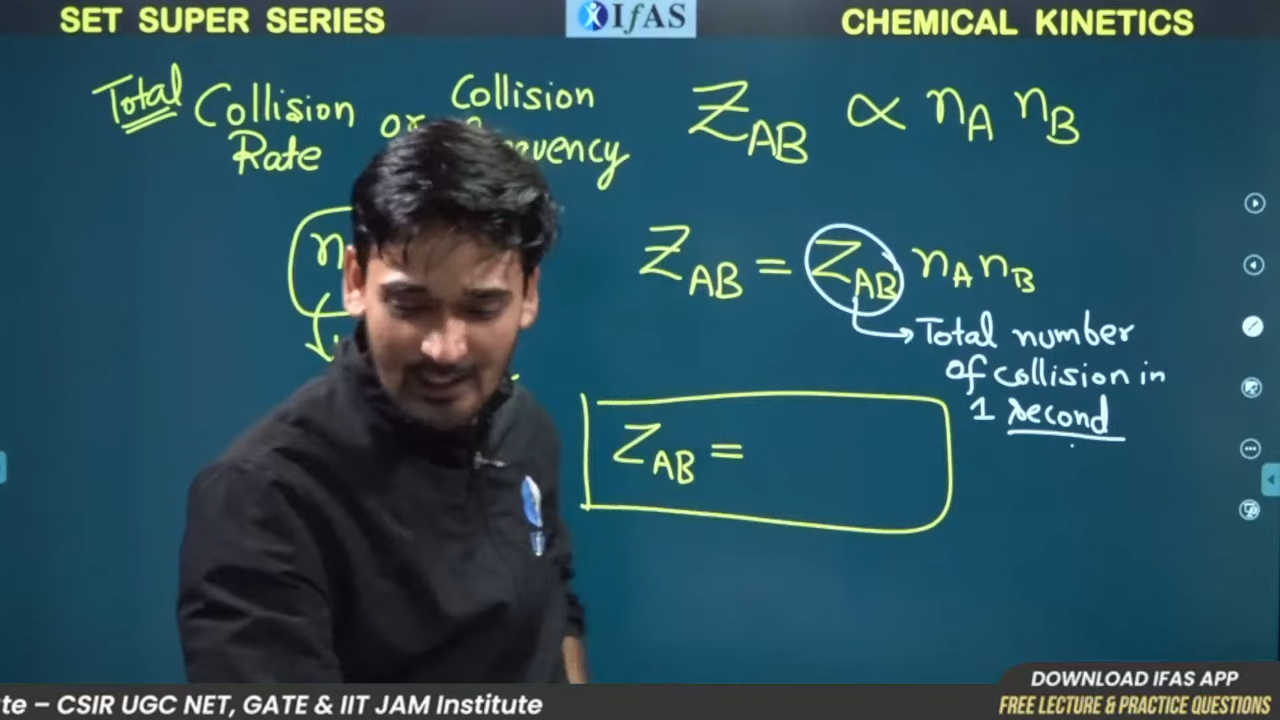 SET SUPER SERIES
IfAS
CHEMICAL KINETICS
Total Collision Rate or Collision
Z_AB ∝ n_A n_B
n
Z_AB = Z_AB n_A n_B
Total number
of collision in
1 second
Z_AB =
DOWNLOAD IFAS APP
FREE LECTURE & PRACTICE QUESTIONS
– CSIR UGC NET, GATE & IIT JAM Institute